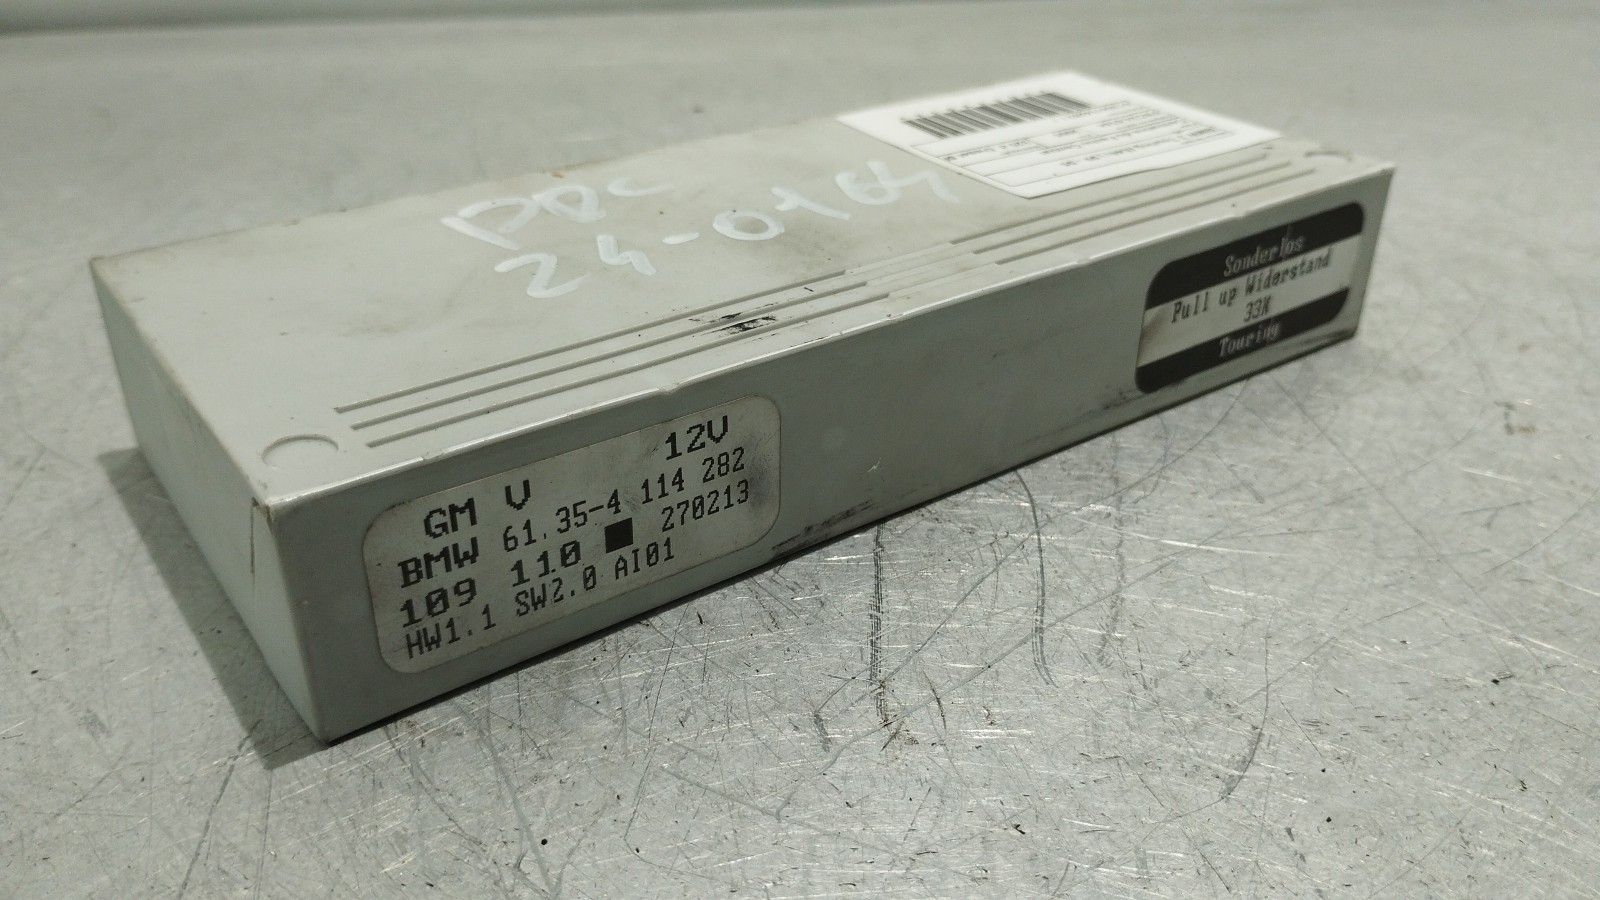 24-0164
GM V 12V
BMW 61.35-4 114 282
109 110 ■ 270213
HW1.1 SW2.0 AI01
Sonderlos
Pull up Widerstand
33K
Touring